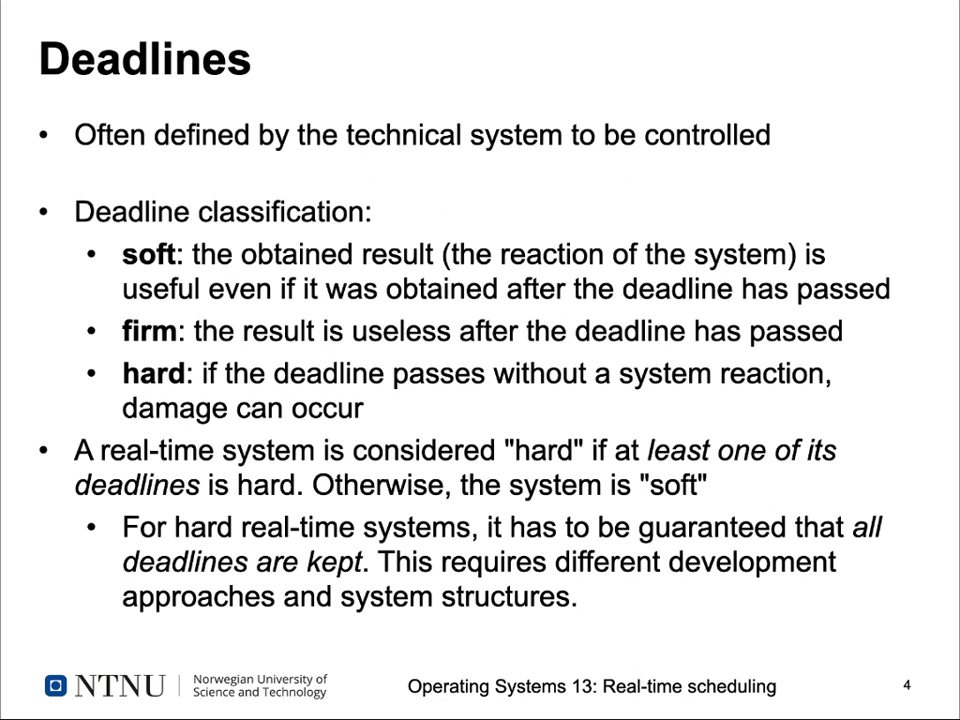 Deadlines
• Often defined by the technical system to be controlled
• Deadline classification:
• soft: the obtained result (the reaction of the system) is
useful even if it was obtained after the deadline has passed
• firm: the result is useless after the deadline has passed
• hard: if the deadline passes without a system reaction,
damage can occur
• A real-time system is considered "hard" if at least one of its
deadlines is hard. Otherwise, the system is "soft"
• For hard real-time systems, it has to be guaranteed that all
deadlines are kept. This requires different development
approaches and system structures.
NTNU
Norwegian University of
Science and Technology
Operating Systems 13: Real-time scheduling
4